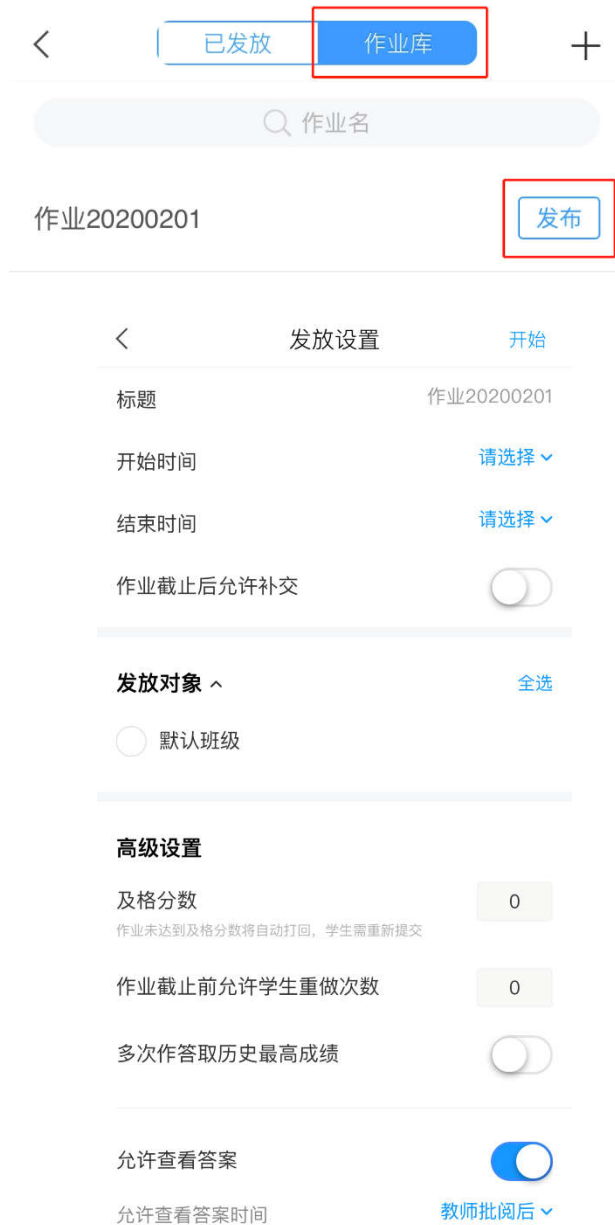 已发放 作业库
作业名
作业20200201 发布
发放设置 开始
标题 作业20200201
开始时间 请选择
结束时间 请选择
作业截止后允许补交
发放对象 全选
默认班级
高级设置
及格分数 0
作业未达到及格分数将自动打回，学生需重新提交
作业截止前允许学生重做次数 0
多次作答取历史最高成绩
允许查看答案
允许查看答案时间 教师批阅后